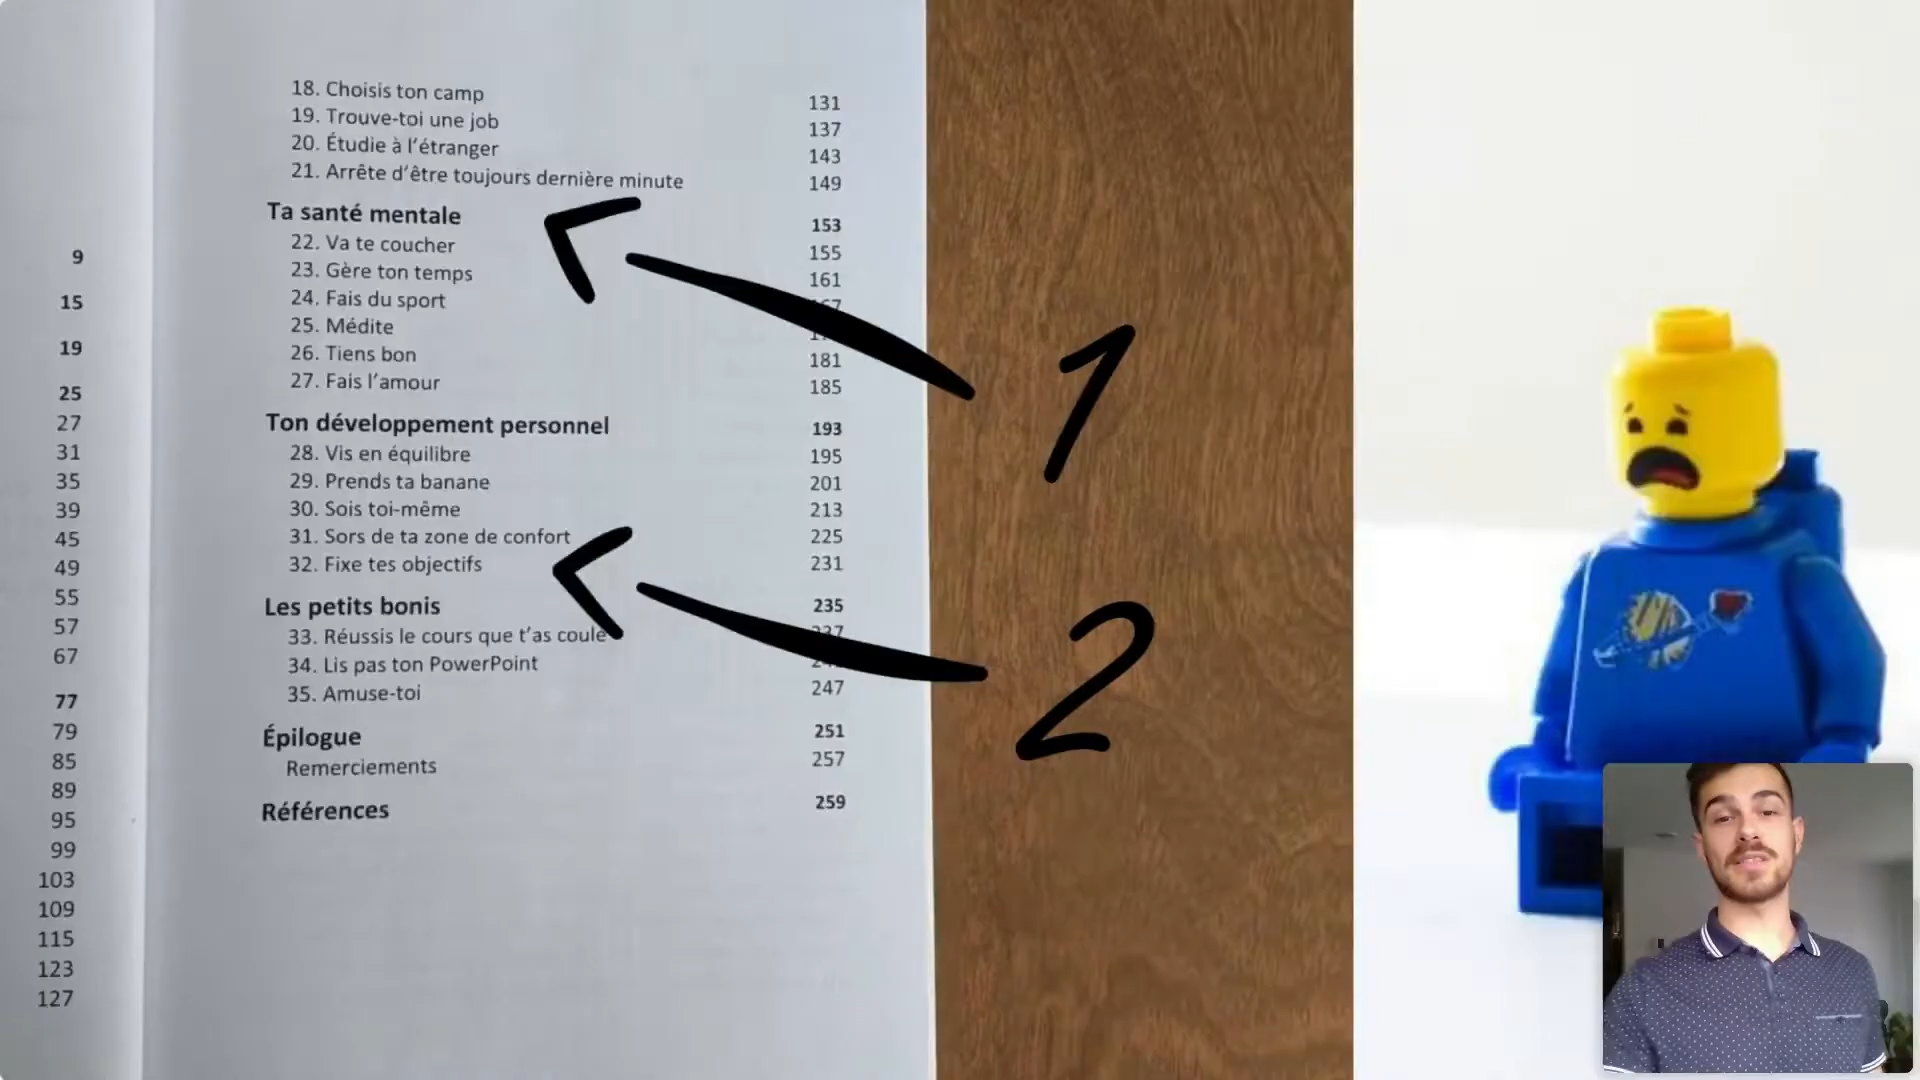 18. Choisis ton camp 131
19. Trouve-toi une job 137
20. Étudie à l'étranger 143
21. Arrête d'être toujours dernière minute 149
Ta santé mentale 153
22. Va te coucher 155
23. Gère ton temps 161
24. Fais du sport
25. Médite
26. Tiens bon 181
27. Fais l'amour 185
Ton développement personnel 193
28. Vis en équilibre 195
29. Prends ta banane 201
30. Sois toi-même 213
31. Sors de ta zone de confort 225
32. Fixe tes objectifs 231
Les petits bonis 235
33. Réussis le cours que t'as coulé
34. Lis pas ton PowerPoint
35. Amuse-toi 247
Épilogue 251
Remerciements 257
Références 259
9
15
19
25
27
31
35
39
45
49
55
57
67
77
79
85
89
95
99
103
109
115
123
127
1
2